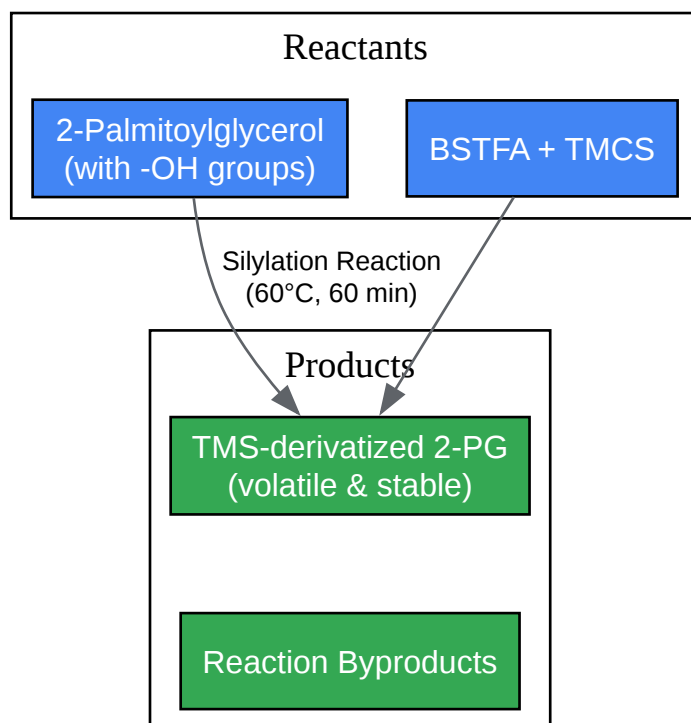 Reactants
2-Palmitoylglycerol
(with -OH groups)
BSTFA + TMCS
Silylation Reaction
(60°C, 60 min)
Products
TMS-derivatized 2-PG
(volatile & stable)
Reaction Byproducts